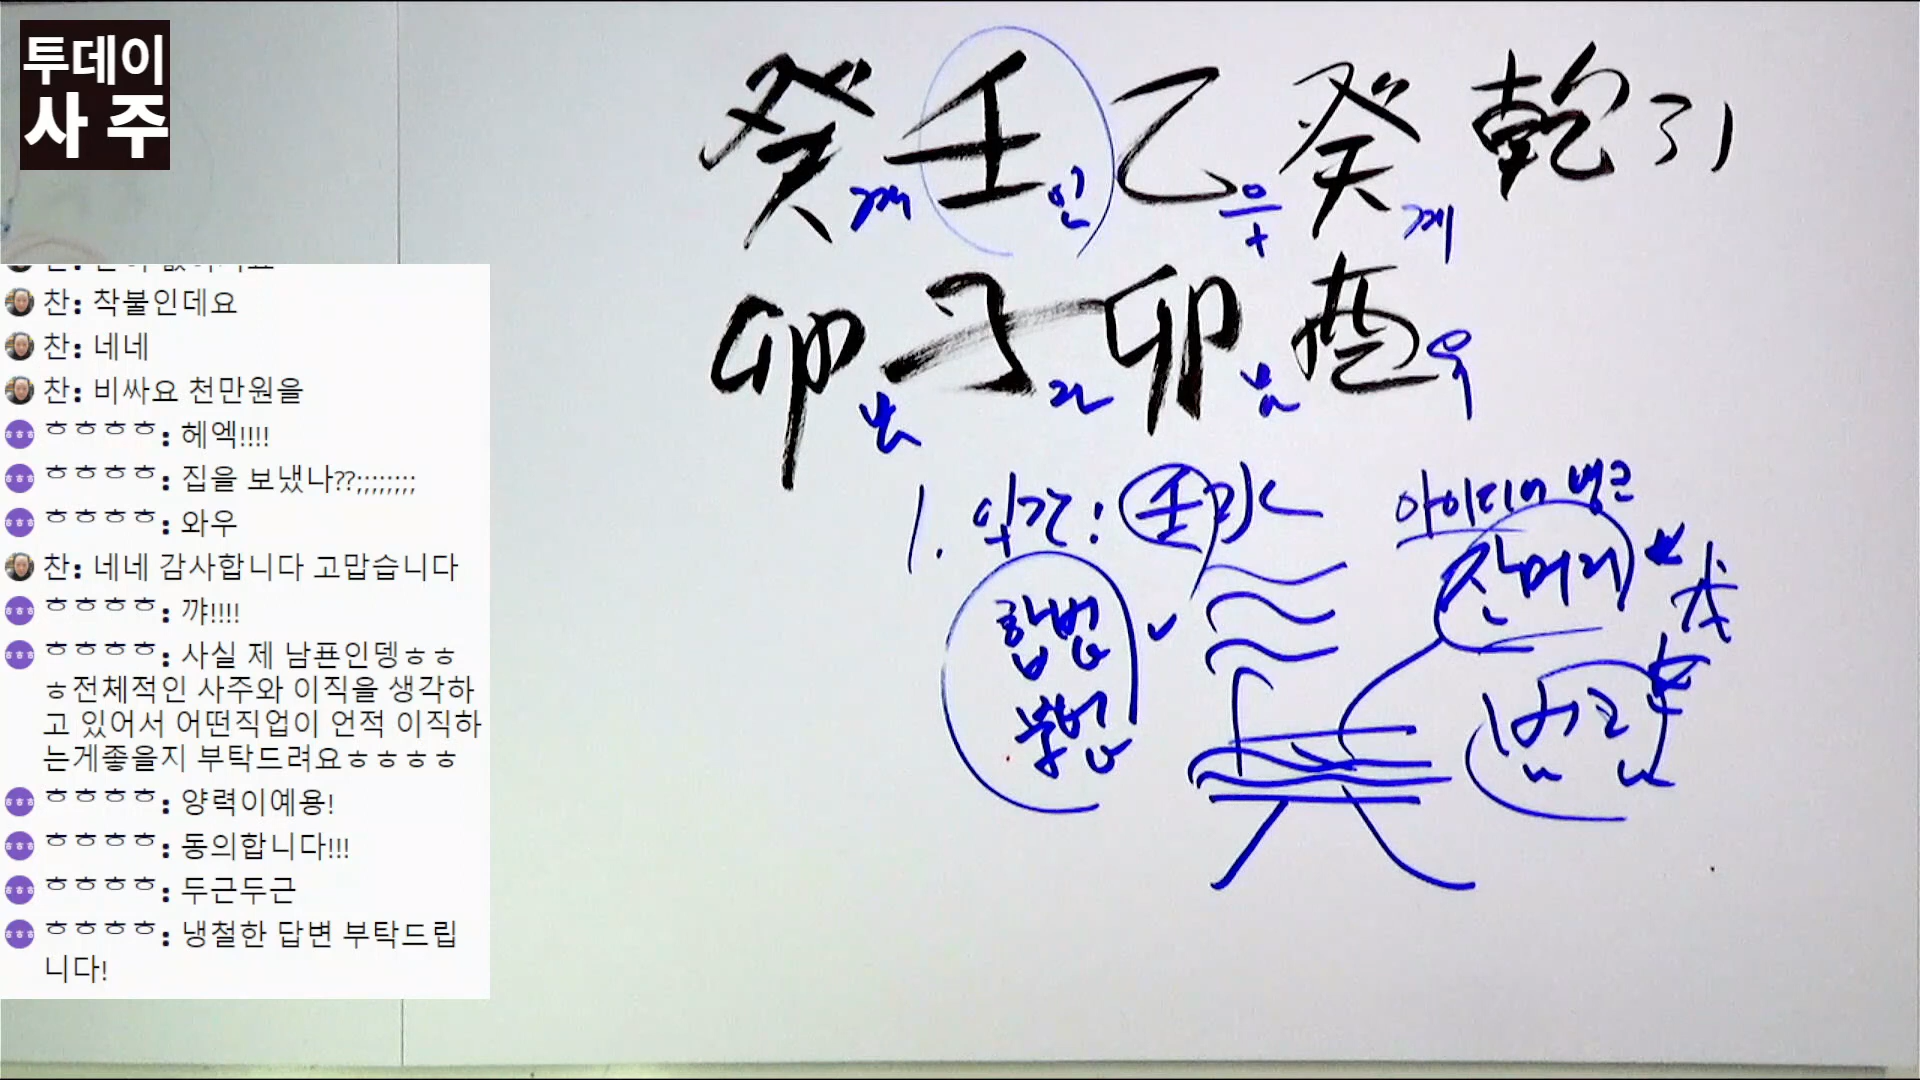 투데이
사주
찬: 착불인데요
찬: 네네
찬: 비싸요 천만원을
ㅎㅎㅎㅎ: 헤엑!!!!
ㅎㅎㅎㅎ: 집을 보냈나??;;;;;;;;
ㅎㅎㅎㅎ: 와우
찬: 네네 감사합니다 고맙습니다
ㅎㅎㅎㅎ: 꺄!!!!
ㅎㅎㅎㅎ: 사실 제 남푠인뎅ㅎㅎ
ㅎ전체적인 사주와 이직을 생각하
고 있어서 어떤직업이 언적 이직하
는게좋을지 부탁드려요ㅎㅎㅎㅎ
ㅎㅎㅎㅎ: 양력이예용!
ㅎㅎㅎㅎ: 동의합니다!!!
ㅎㅎㅎㅎ: 두근두근
ㅎㅎㅎㅎ: 냉철한 답변 부탁드립
니다!
癸 壬 乙 癸 乾 31
계 인 을 계
卯 子 卯 酉
묘 자 묘 유
1. 일간: 壬水
아이디어 뱅크
잔머리
합법
불법